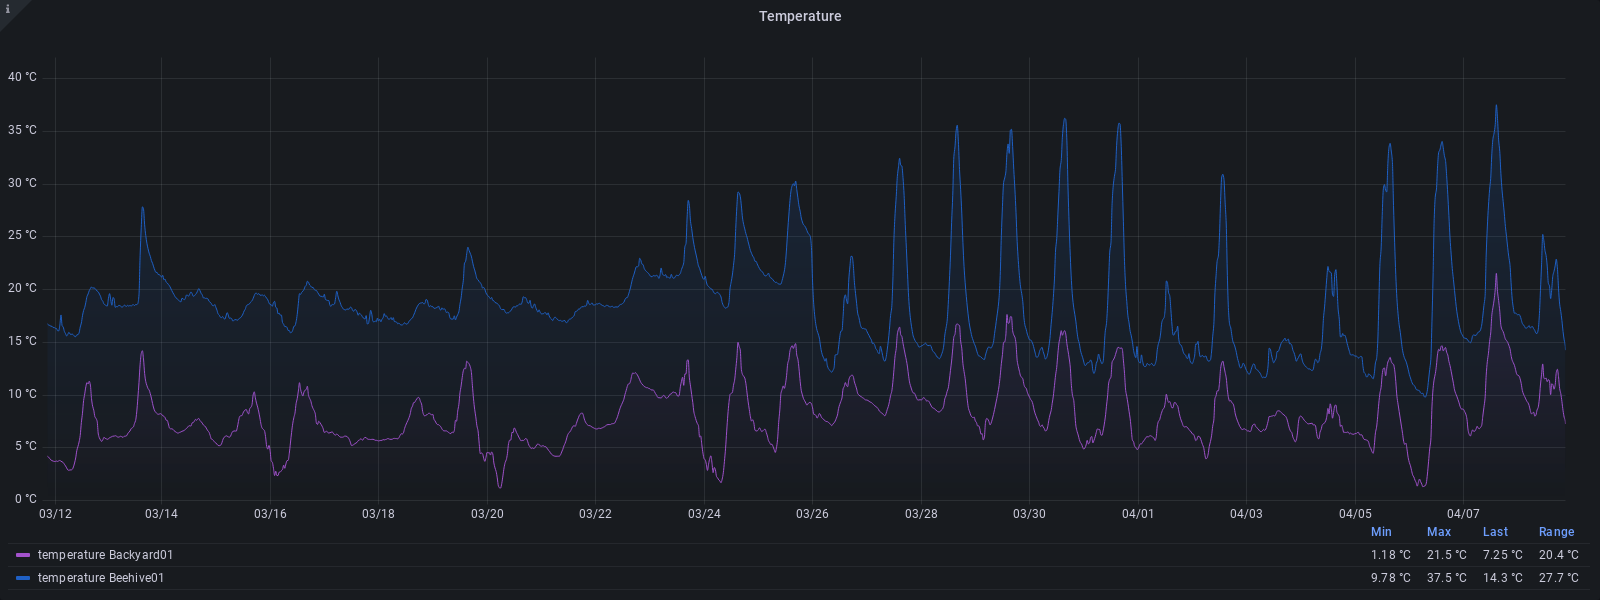 i
Temperature
40 °C
35 °C
30 °C
25 °C
20 °C
15 °C
10 °C
5 °C
0 °C
03/12 03/14 03/16 03/18 03/20 03/22 03/24 03/26 03/28 03/30 04/01 04/03 04/05 04/07
Min Max Last Range
temperature Backyard01 1.18 °C 21.5 °C 7.25 °C 20.4 °C
temperature Beehive01 9.78 °C 37.5 °C 14.3 °C 27.7 °C